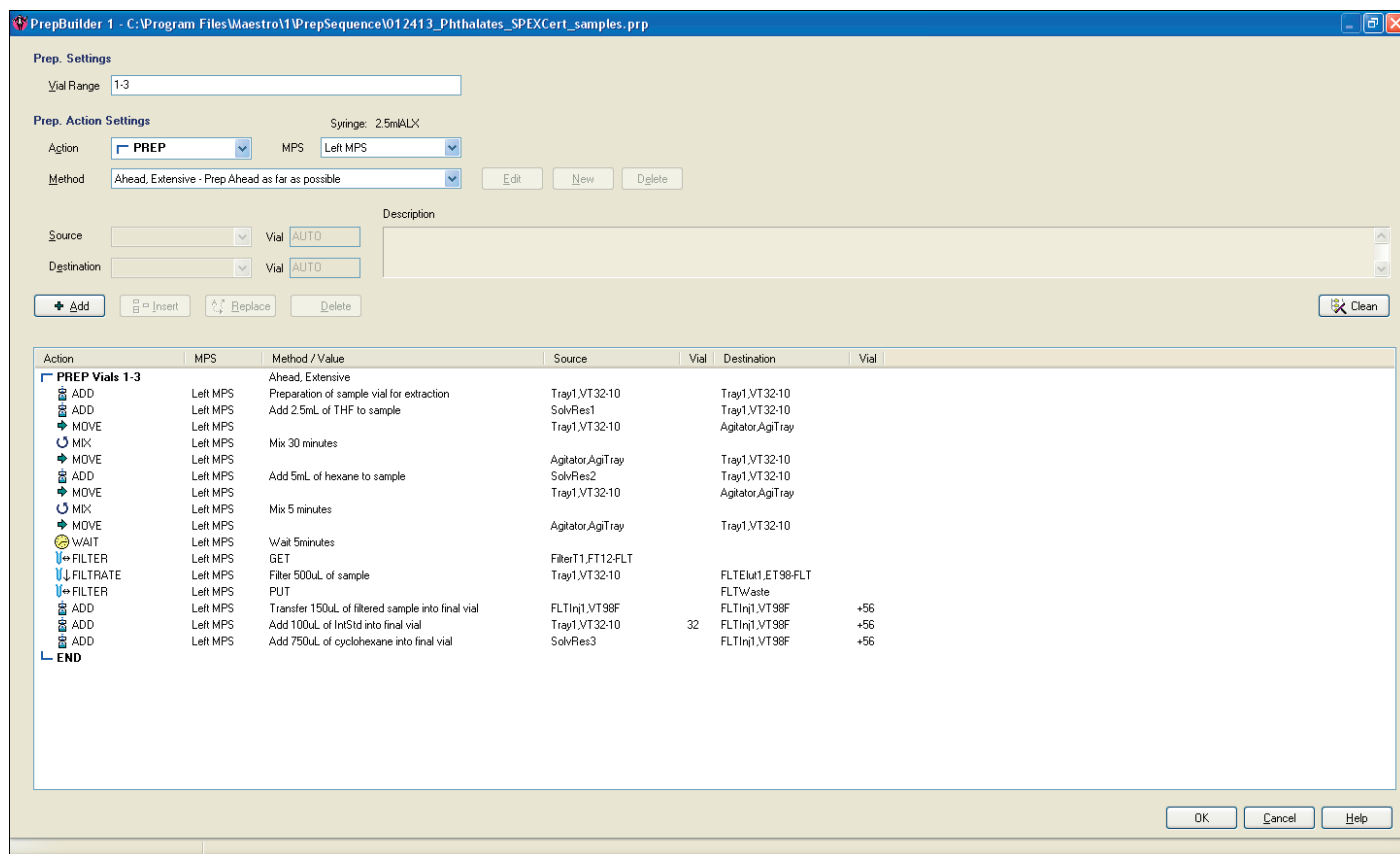 PrepBuilder 1 - C:\Program Files\Maestro\1\PrepSequence\012413_Phthalates_SPEXCert_samples.prp
Prep. Settings
Vial Range 1-3
Prep. Action Settings Syringe: 2.5mlALX
Action PREP MPS Left MPS
Method Ahead, Extensive - Prep Ahead as far as possible Edit New Delete
Description
Source Vial AUTO
Destination Vial AUTO
Add Insert Replace Delete Clean
Action MPS Method / Value Source Vial Destination Vial
PREP Vials 1-3 Ahead, Extensive
ADD Left MPS Preparation of sample vial for extraction Tray1,VT32-10 Tray1,VT32-10
ADD Left MPS Add 2.5mL of THF to sample SolvRes1 Tray1,VT32-10
MOVE Left MPS Tray1,VT32-10 Agitator,AgiTray
MIX Left MPS Mix 30 minutes
MOVE Left MPS Agitator,AgiTray Tray1,VT32-10
ADD Left MPS Add 5mL of hexane to sample SolvRes2 Tray1,VT32-10
MOVE Left MPS Tray1,VT32-10 Agitator,AgiTray
MIX Left MPS Mix 5 minutes
MOVE Left MPS Agitator,AgiTray Tray1,VT32-10
WAIT Left MPS Wait 5minutes
FILTER Left MPS GET FilterT1,FT12-FLT
FILTRATE Left MPS Filter 500uL of sample Tray1,VT32-10 FLTElut1,ET98-FLT
FILTER Left MPS PUT FLTWaste
ADD Left MPS Transfer 150uL of filtered sample into final vial FLTInj1,VT98F FLTInj1,VT98F +56
ADD Left MPS Add 100uL of IntStd into final vial Tray1,VT32-10 32 FLTInj1,VT98F +56
ADD Left MPS Add 750uL of cyclohexane into final vial SolvRes3 FLTInj1,VT98F +56
END
OK Cancel Help